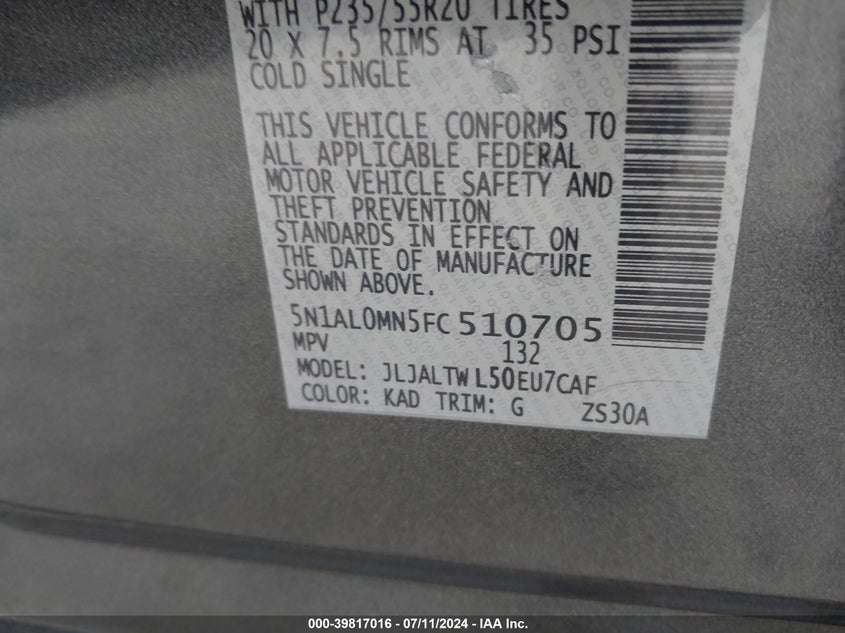 WITH P235/55R20 TIRES
20 X 7.5 RIMS AT 35 PSI
COLD SINGLE
THIS VEHICLE CONFORMS TO
ALL APPLICABLE FEDERAL
MOTOR VEHICLE SAFETY AND
THEFT PREVENTION
STANDARDS IN EFFECT ON
THE DATE OF MANUFACTURE
SHOWN ABOVE.
5N1AL0MN5FC510705
MPV 132
MODEL: JLJALTWL50EU7CAF
COLOR: KAD TRIM: G ZS30A
000-39817016 - 07/11/2024 - IAA Inc.